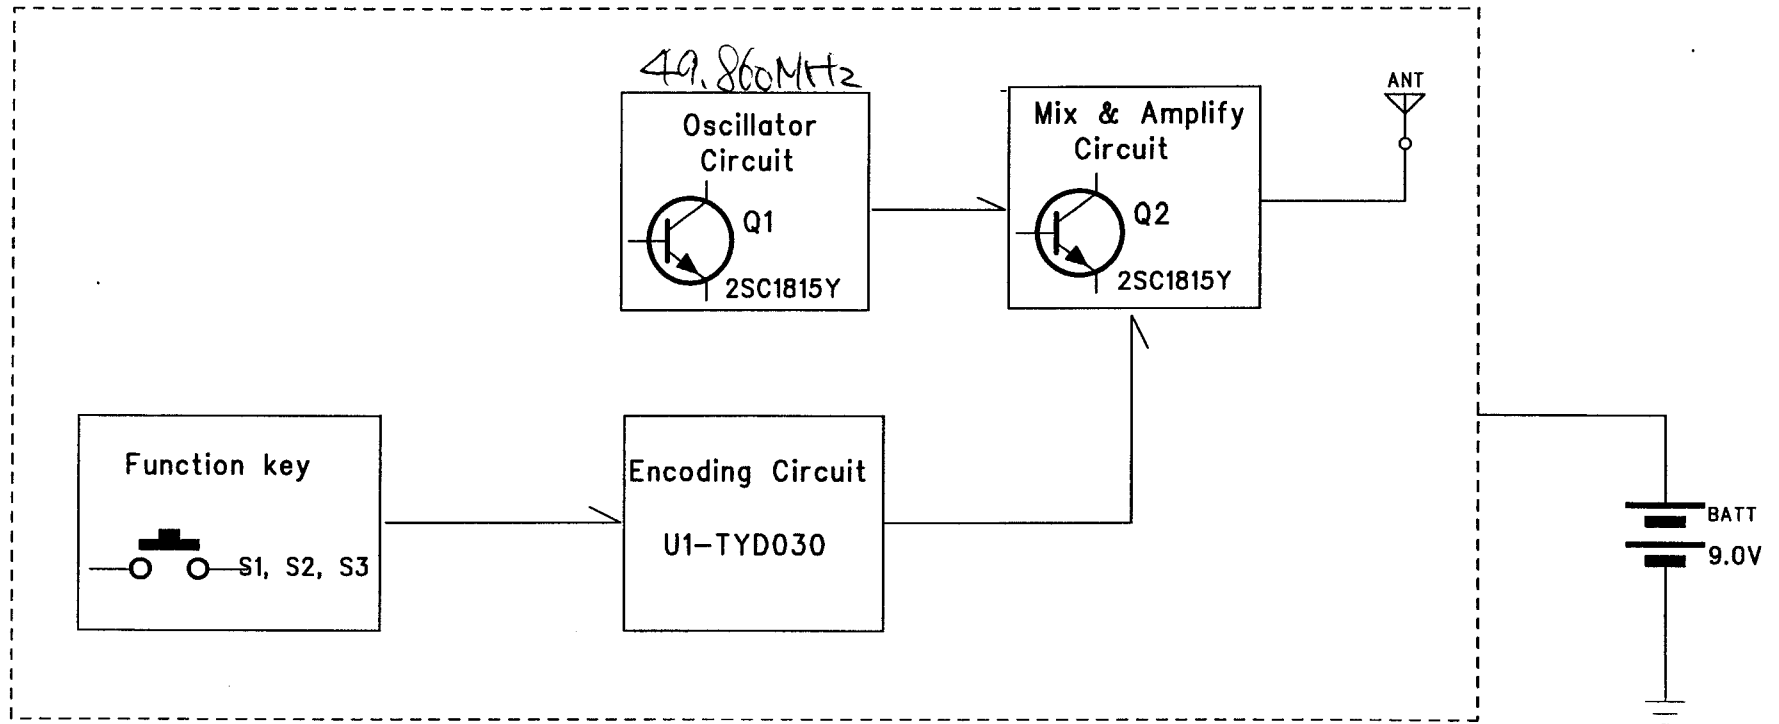 49.860MHz
Oscillator
Circuit
Q1
2SC1815Y
Mix & Amplify
Circuit
Q2
2SC1815Y
ANT
Function key
S1, S2, S3
Encoding Circuit
U1-TYD030
BATT
9.0V